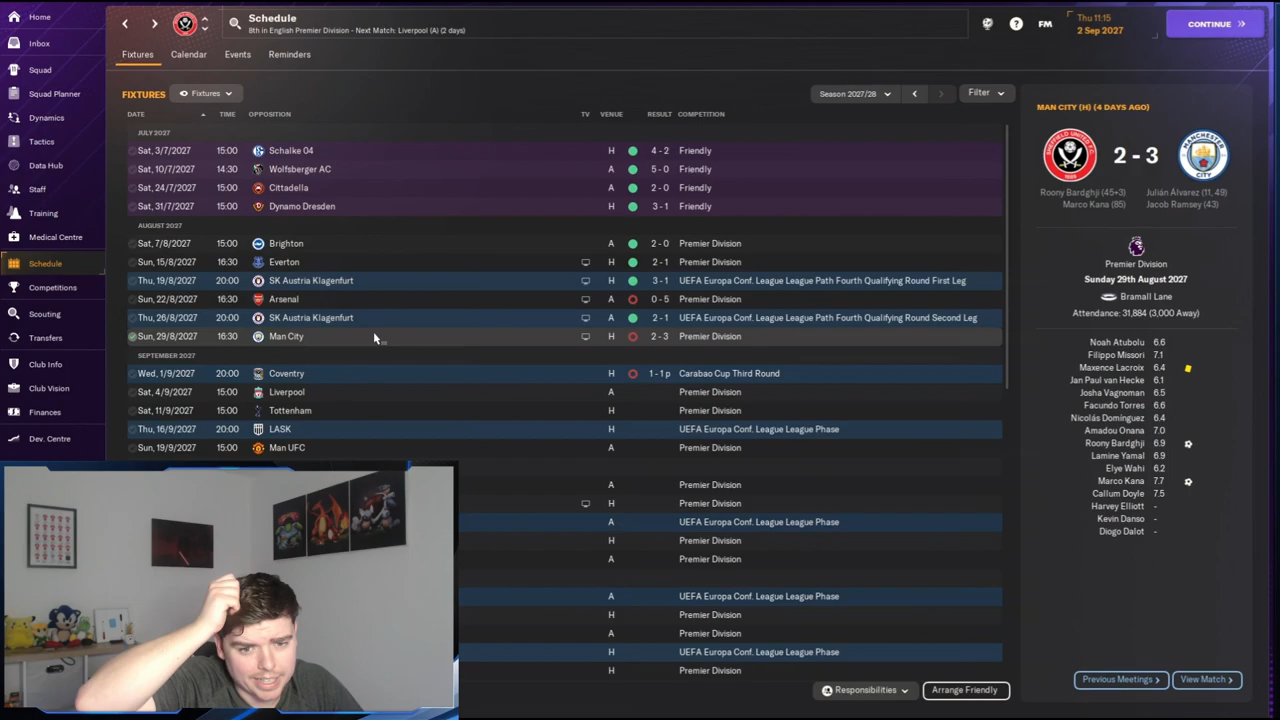 Home
Inbox
Squad
Squad Planner
Dynamics
Tactics
Data Hub
Staff
Training
Medical Centre
Schedule
Competitions
Scouting
Transfers
Club Info
Club Vision
Finances
Dev. Centre
Schedule
8th in English Premier Division - Next Match: Liverpool (A) (2 days)
FM
Thu 11:15
2 Sep 2027
CONTINUE
Fixtures Calendar Events Reminders
FIXTURES Fixtures Season 2027/28 Filter
DATE TIME OPPOSITION TV VENUE RESULT COMPETITION
JULY 2027
Sat, 3/7/2027 15:00 Schalke 04 H 4 - 2 Friendly
Sat, 10/7/2027 14:30 Wolfsberger AC A 5 - 0 Friendly
Sat, 24/7/2027 15:00 Cittadella A 2 - 0 Friendly
Sat, 31/7/2027 15:00 Dynamo Dresden H 3 - 1 Friendly
AUGUST 2027
Sat, 7/8/2027 15:00 Brighton A 2 - 0 Premier Division
Sun, 15/8/2027 16:30 Everton H 2 - 1 Premier Division
Thu, 19/8/2027 20:00 SK Austria Klagenfurt H 3 - 1 UEFA Europa Conf. League League Path Fourth Qualifying Round First Leg
Sun, 22/8/2027 16:30 Arsenal A 0 - 5 Premier Division
Thu, 26/8/2027 20:00 SK Austria Klagenfurt A 2 - 1 UEFA Europa Conf. League League Path Fourth Qualifying Round Second Leg
Sun, 29/8/2027 16:30 Man City H 2 - 3 Premier Division
SEPTEMBER 2027
Wed, 1/9/2027 20:00 Coventry H 1 - 1 p Carabao Cup Third Round
Sat, 4/9/2027 15:00 Liverpool A Premier Division
Sat, 11/9/2027 15:00 Tottenham H Premier Division
Thu, 16/9/2027 20:00 LASK H UEFA Europa Conf. League League Phase
Sun, 19/9/2027 15:00 Man UFC A Premier Division
A Premier Division
H Premier Division
A UEFA Europa Conf. League League Phase
H Premier Division
A Premier Division
A UEFA Europa Conf. League League Phase
H Premier Division
A Premier Division
H UEFA Europa Conf. League League Phase
H Premier Division
Responsibilities Arrange Friendly
MAN CITY (H) (4 DAYS AGO)
2 - 3
Roony Bardghji (45+3) Julián Álvarez (11, 49)
Marco Kana (85) Jacob Ramsey (43)
Premier Division
Sunday 29th August 2027
Bramall Lane
Attendance: 31,884 (3,000 Away)
Noah Atubolu 6.6
Filippo Missori 7.1
Maxence Lacroix 6.4
Jan Paul van Hecke 6.1
Josha Vagnoman 6.5
Facundo Torres 6.6
Nicolás Domínguez 6.4
Amadou Onana 7.0
Roony Bardghji 6.9
Lamine Yamal 6.9
Elye Wahi 6.2
Marco Kana 7.7
Callum Doyle 7.5
Harvey Elliott -
Kevin Danso -
Diogo Dalot -
Previous Meetings View Match